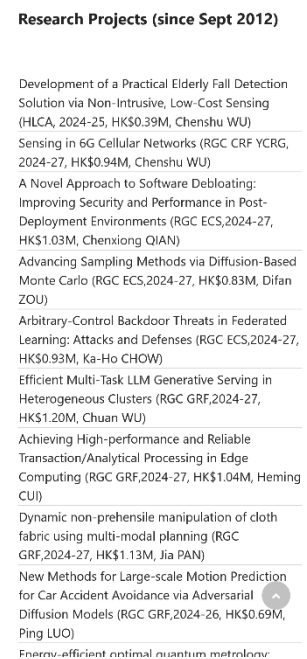 Research Projects (since Sept 2012)
Development of a Practical Elderly Fall Detection
Solution via Non-Intrusive, Low-Cost Sensing
(HLCA, 2024-25, HK$0.39M, Chenshu WU)
Sensing in 6G Cellular Networks (RGC CRF YCRG,
2024-27, HK$0.94M, Chenshu WU)
A Novel Approach to Software Debloating:
Improving Security and Performance in Post-
Deployment Environments (RGC ECS,2024-27,
HK$1.03M, Chenxiong QIAN)
Advancing Sampling Methods via Diffusion-Based
Monte Carlo (RGC ECS,2024-27, HK$0.83M, Difan
ZOU)
Arbitrary-Control Backdoor Threats in Federated
Learning: Attacks and Defenses (RGC ECS,2024-27,
HK$0.93M, Ka-Ho CHOW)
Efficient Multi-Task LLM Generative Serving in
Heterogeneous Clusters (RGC GRF,2024-27,
HK$1.20M, Chuan WU)
Achieving High-performance and Reliable
Transaction/Analytical Processing in Edge
Computing (RGC GRF,2024-27, HK$1.04M, Heming
CUI)
Dynamic non-prehensile manipulation of cloth
fabric using multi-modal planning (RGC
GRF,2024-27, HK$1.13M, Jia PAN)
New Methods for Large-scale Motion Prediction
for Car Accident Avoidance via Adversarial
Diffusion Models (RGC GRF,2024-26, HK$0.69M,
Ping LUO)
Energy-efficient optimal quantum metrology: